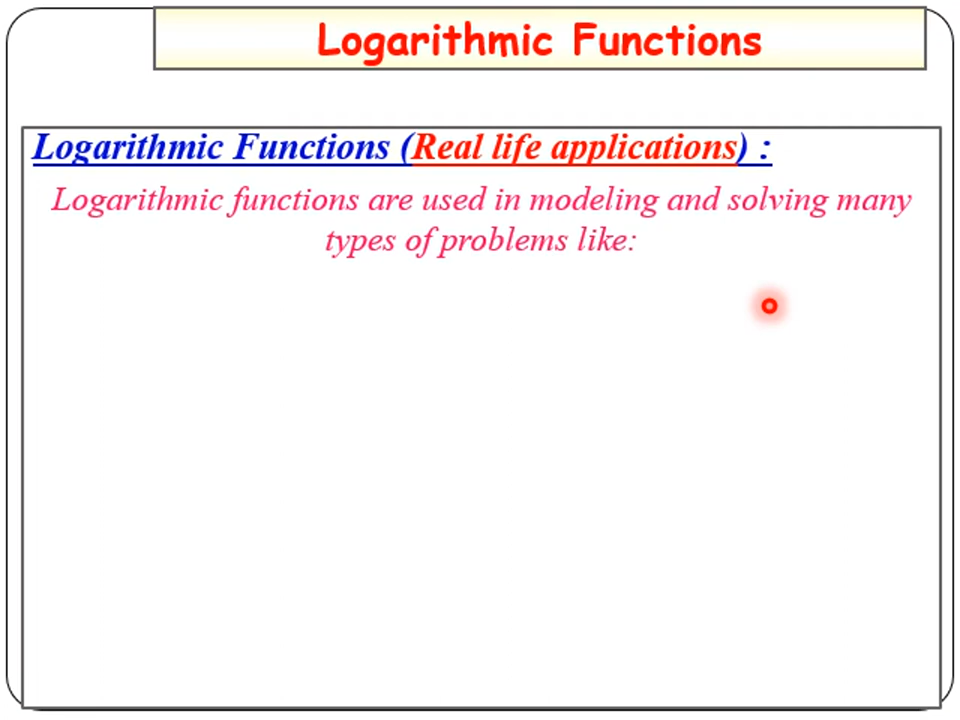 Logarithmic Functions
Logarithmic Functions (Real life applications) :
Logarithmic functions are used in modeling and solving many
types of problems like: